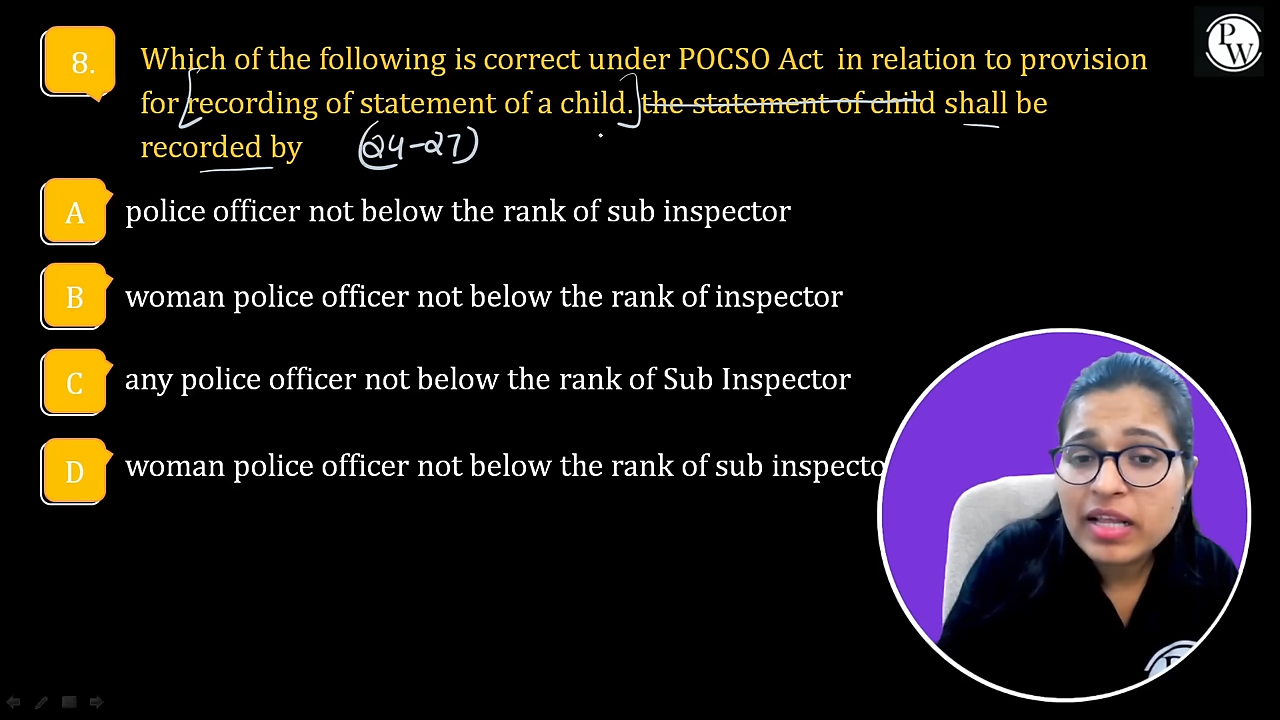 8.
Which of the following is correct under POCSO Act in relation to provision
for recording of statement of a child. the statement of child shall be
recorded by (24-27)
A police officer not below the rank of sub inspector
B woman police officer not below the rank of inspector
C any police officer not below the rank of Sub Inspector
D woman police officer not below the rank of sub inspecto
P
W